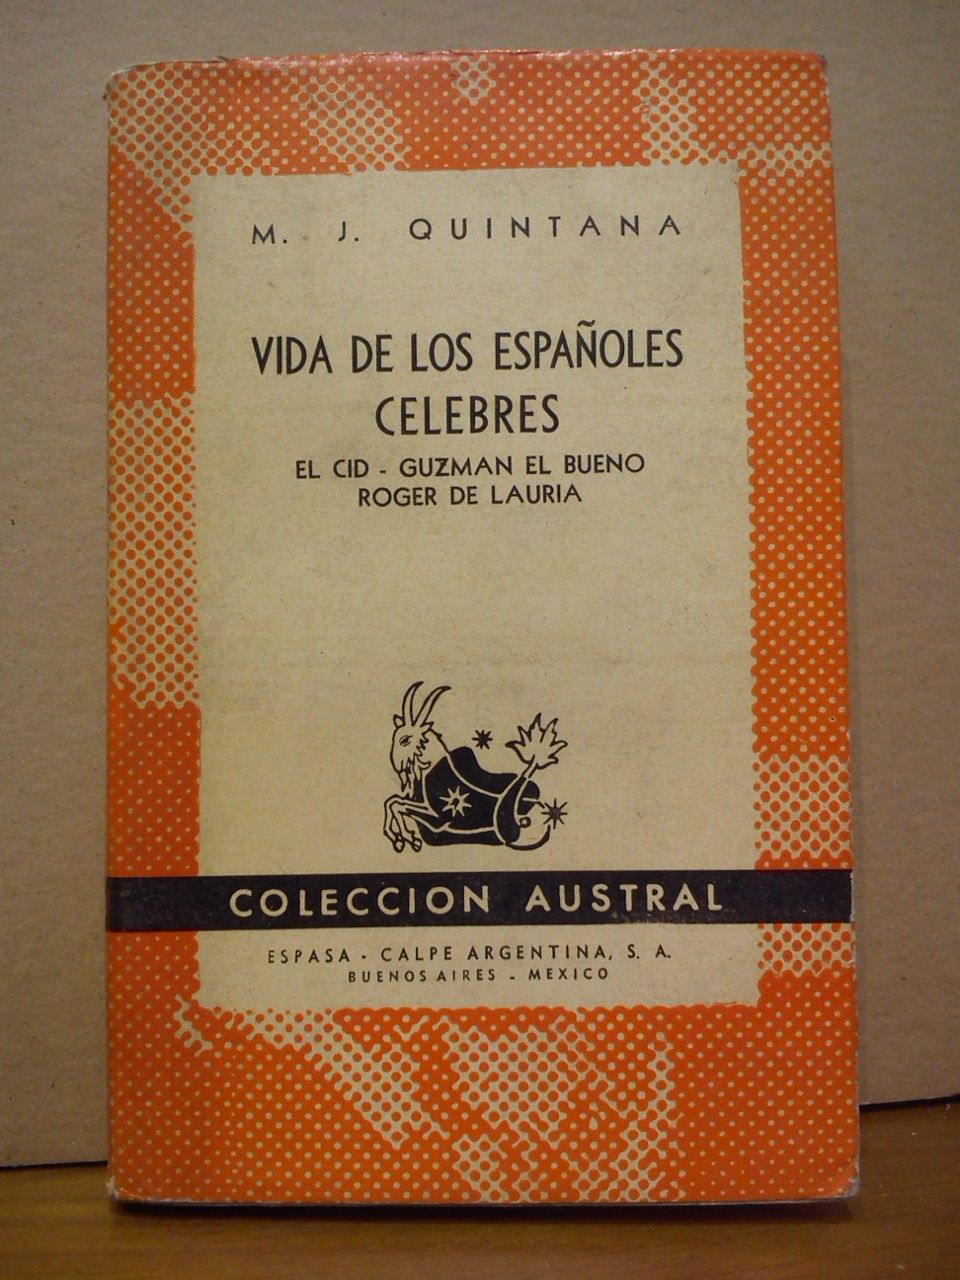 M. J. QUINTANA
VIDA DE LOS ESPAÑOLES
CELEBRES
EL CID - GUZMAN EL BUENO
ROGER DE LAURIA
COLECCION AUSTRAL
ESPASA - CALPE ARGENTINA, S. A.
BUENOS AIRES - MEXICO